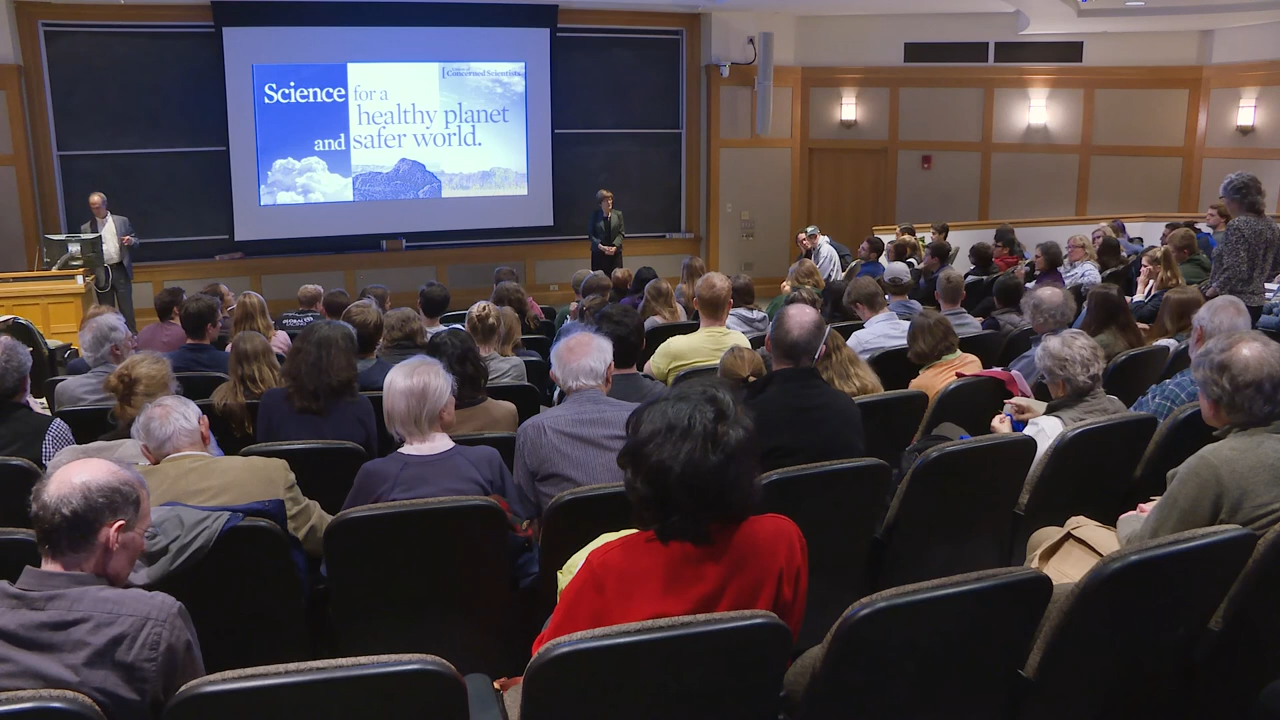 Concerned Scientists
Science for a
healthy planet
and safer world.